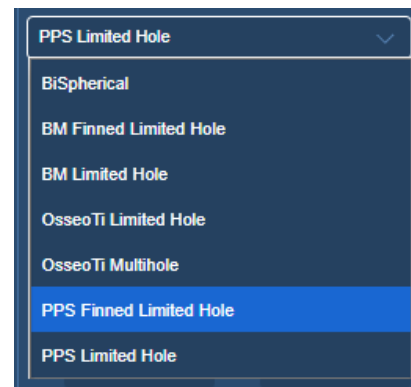 PPS Limited Hole
BiSpherical
BM Finned Limited Hole
BM Limited Hole
OsseoTi Limited Hole
OsseoTi Multihole
PPS Finned Limited Hole
PPS Limited Hole